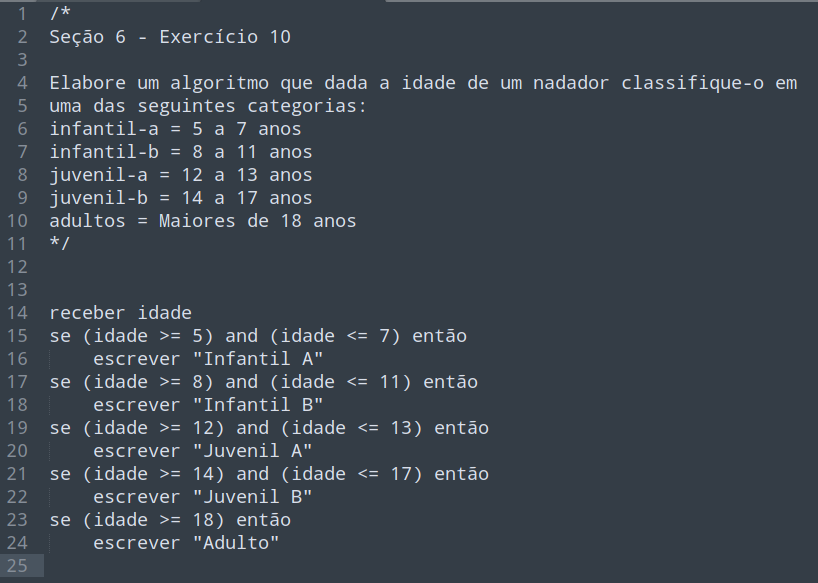 1 /*
2 Seção 6 - Exercício 10
3
4 Elabore um algoritmo que dada a idade de um nadador classifique-o em
5 uma das seguintes categorias:
6 infantil-a = 5 a 7 anos
7 infantil-b = 8 a 11 anos
8 juvenil-a = 12 a 13 anos
9 juvenil-b = 14 a 17 anos
10 adultos = Maiores de 18 anos
11 */
12
13
14 receber idade
15 se (idade >= 5) and (idade <= 7) então
16     escrever "Infantil A"
17 se (idade >= 8) and (idade <= 11) então
18     escrever "Infantil B"
19 se (idade >= 12) and (idade <= 13) então
20     escrever "Juvenil A"
21 se (idade >= 14) and (idade <= 17) então
22     escrever "Juvenil B"
23 se (idade >= 18) então
24     escrever "Adulto"
25